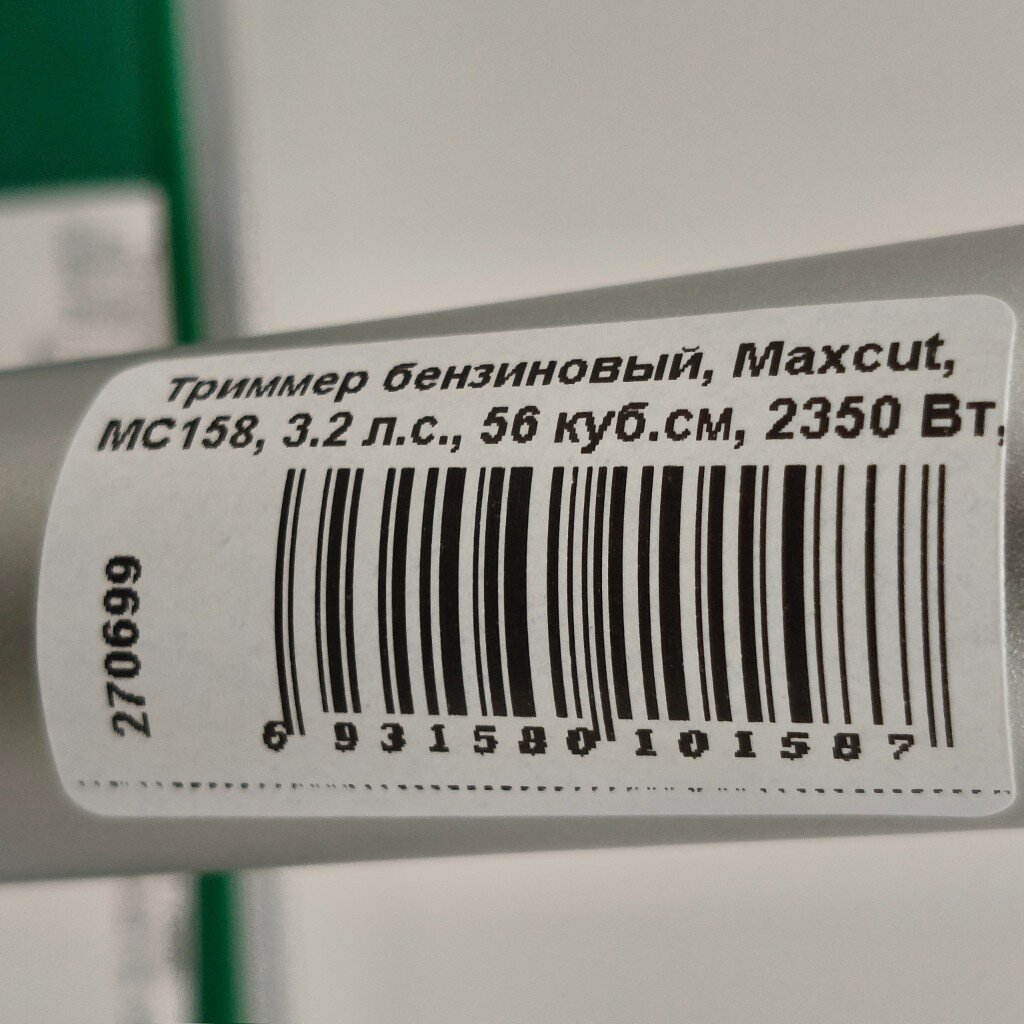 Триммер бензиновый, Maxcut,
MC158, 3.2 л.с., 56 куб.см, 2350 Вт,
270699
6 931580 101587